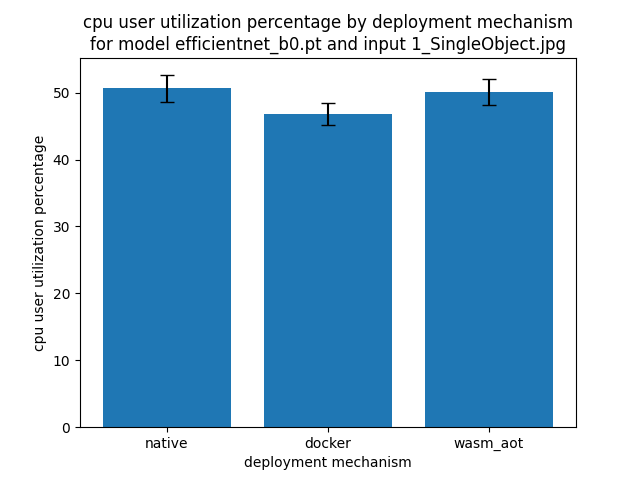 cpu user utilization percentage by deployment mechanism
for model efficientnet_b0.pt and input 1_SingleObject.jpg
cpu user utilization percentage
50
40
30
20
10
0
native docker wasm_aot
deployment mechanism